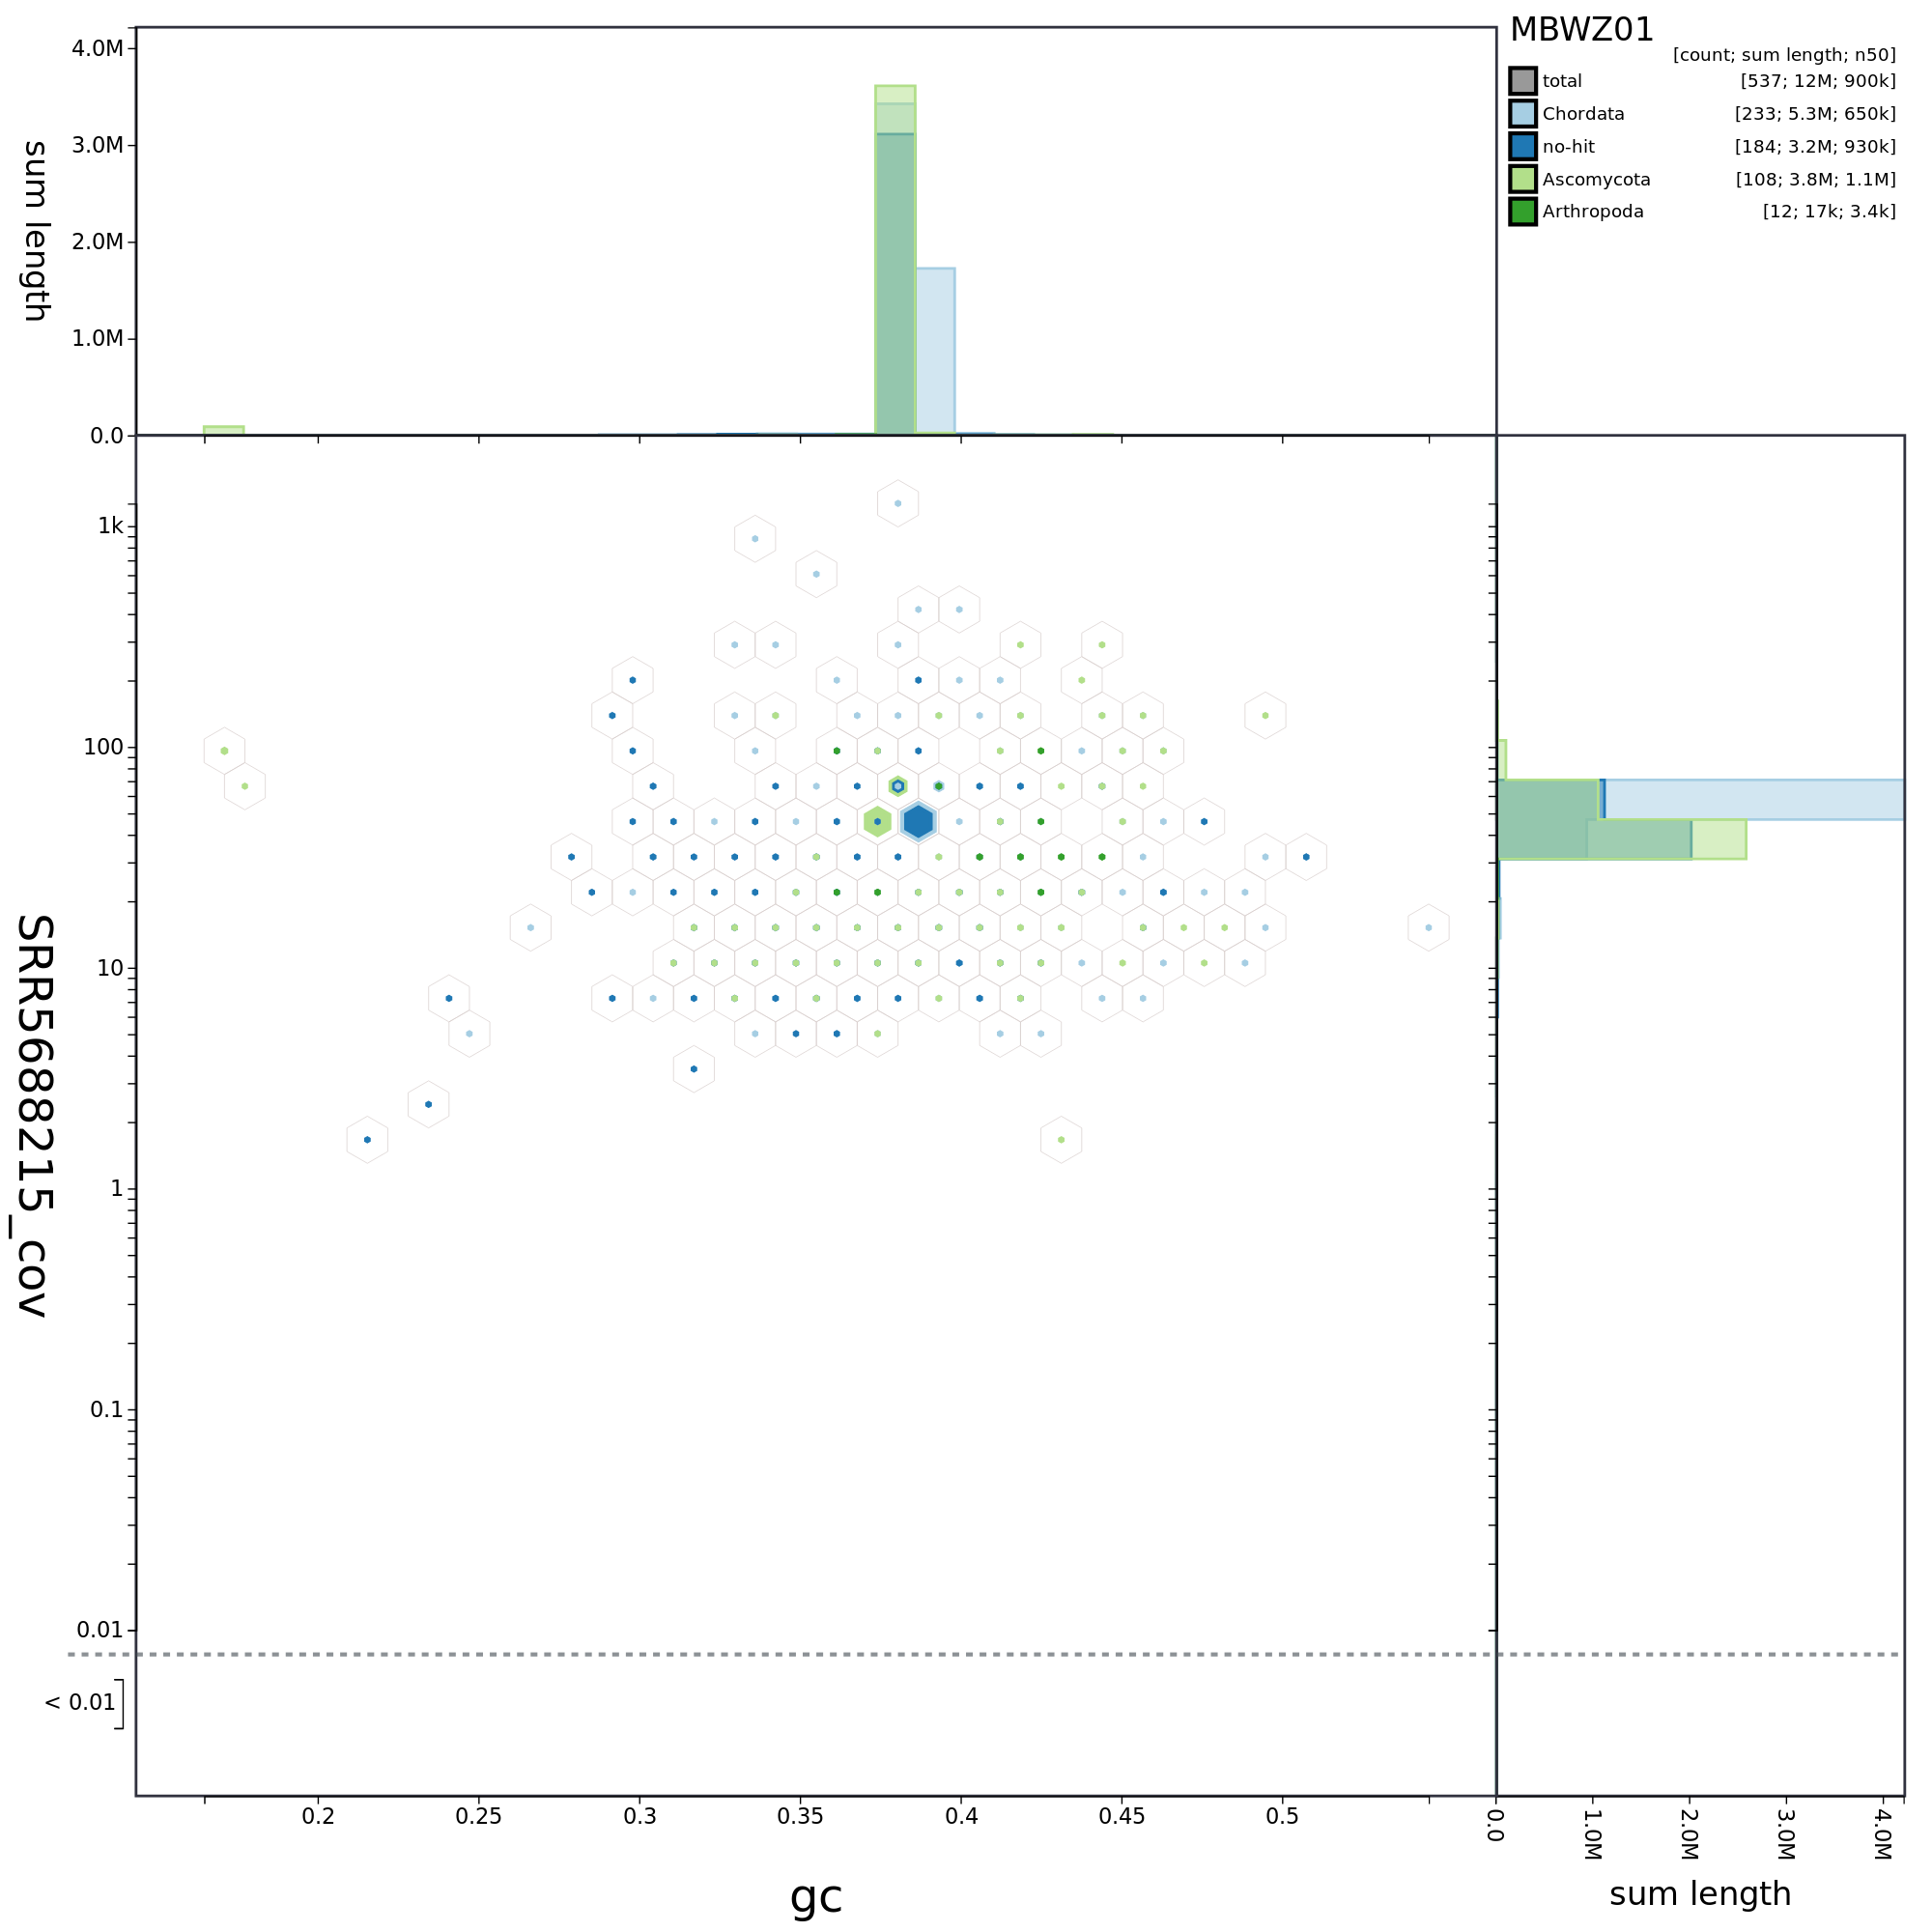 MBWZ01
[count; sum length; n50]
total [537; 12M; 900k]
Chordata [233; 5.3M; 650k]
no-hit [184; 3.2M; 930k]
Ascomycota [108; 3.8M; 1.1M]
Arthropoda [12; 17k; 3.4k]
sum length
4.0M
3.0M
2.0M
1.0M
0.0
SRR5688215_cov
1k
100
10
1
0.1
0.01
< 0.01
0.2 0.25 0.3 0.35 0.4 0.45 0.5
gc
0.0 1.0M 2.0M 3.0M 4.0M
sum length